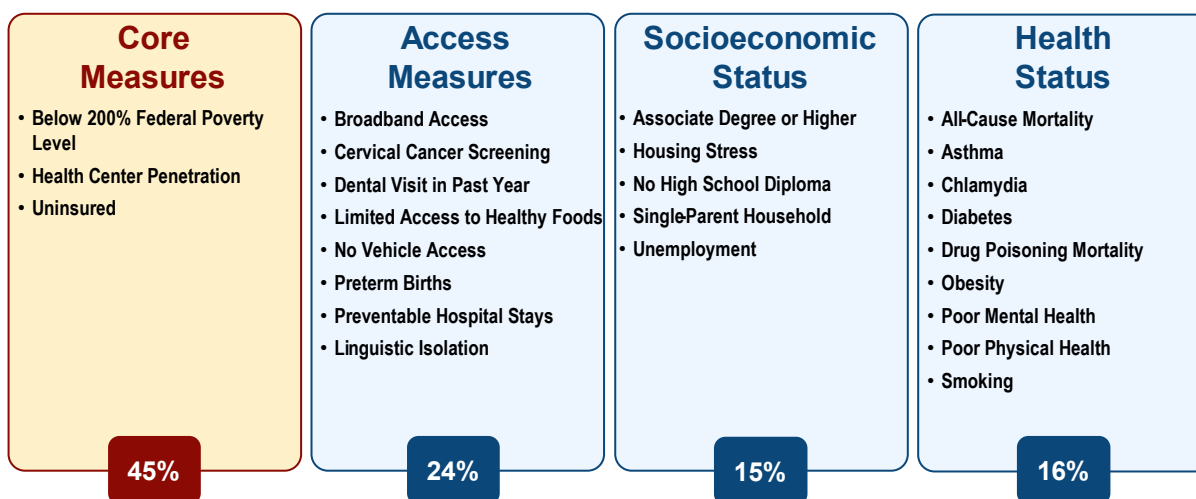 Core
Measures
• Below 200% Federal Poverty
Level
• Health Center Penetration
• Uninsured
45%
Access
Measures
• Broadband Access
• Cervical Cancer Screening
• Dental Visit in Past Year
• Limited Access to Healthy Foods
• No Vehicle Access
• Preterm Births
• Preventable Hospital Stays
• Linguistic Isolation
24%
Socioeconomic
Status
• Associate Degree or Higher
• Housing Stress
• No High School Diploma
• Single-Parent Household
• Unemployment
15%
Health
Status
• All-Cause Mortality
• Asthma
• Chlamydia
• Diabetes
• Drug Poisoning Mortality
• Obesity
• Poor Mental Health
• Poor Physical Health
• Smoking
16%